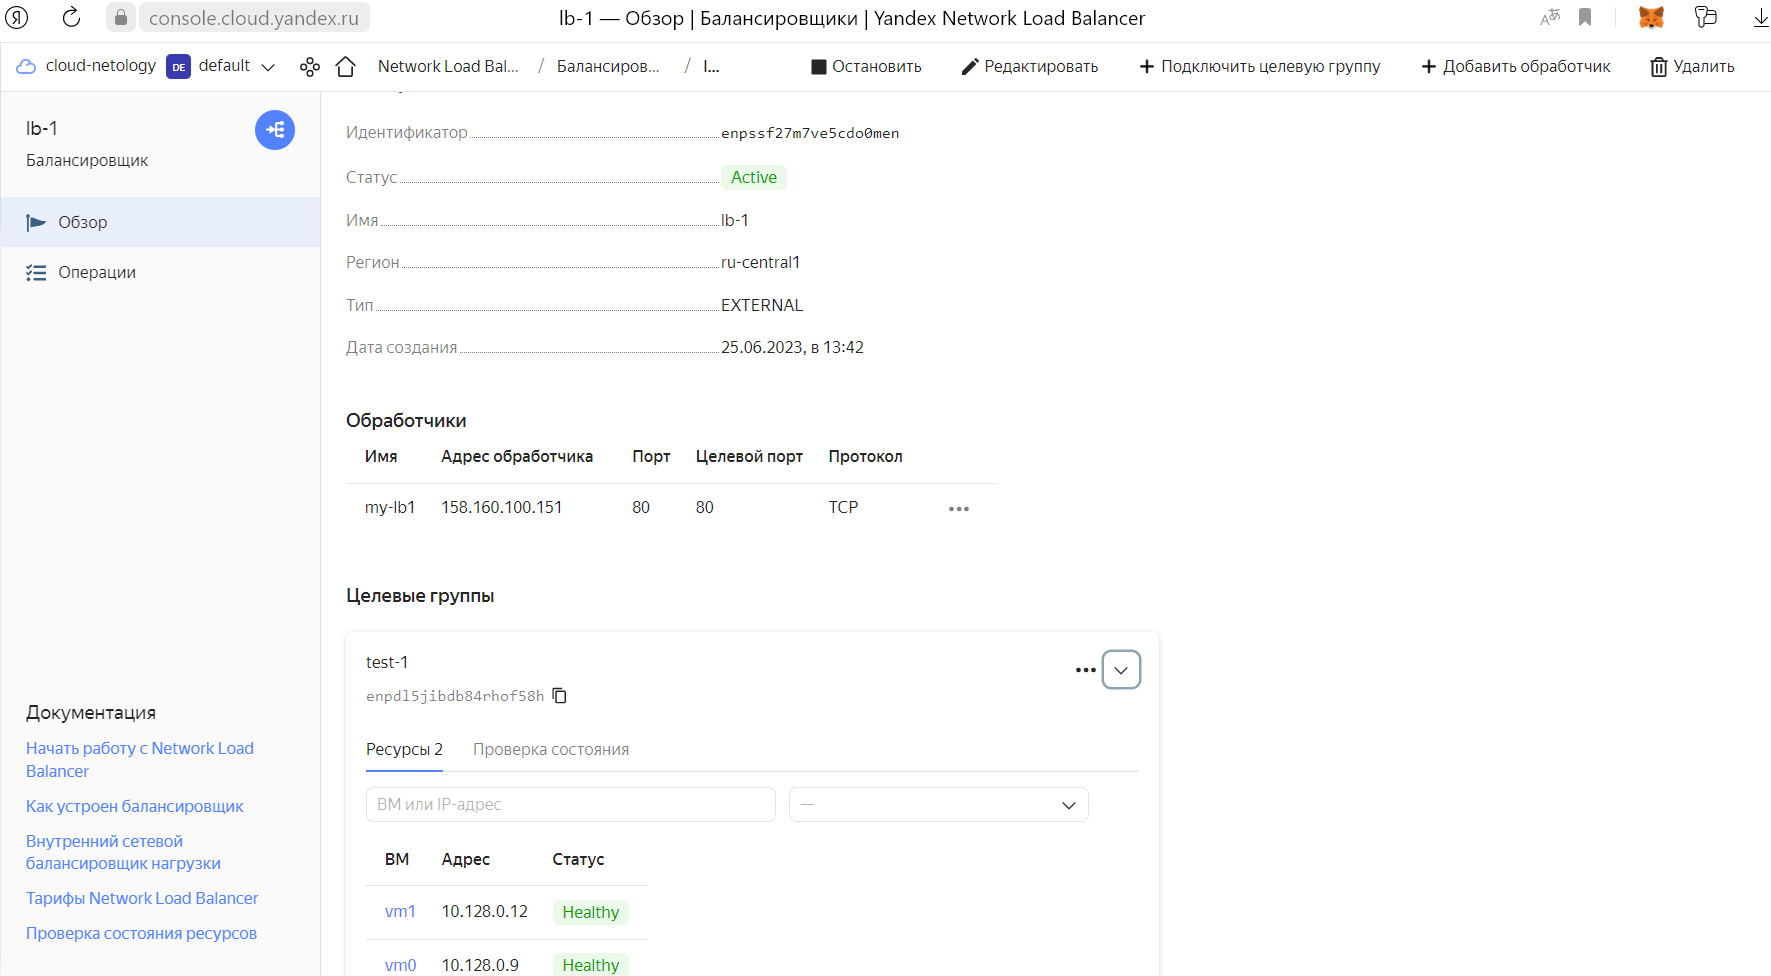 Я
console.cloud.yandex.ru
lb-1 — Обзор | Балансировщики | Yandex Network Load Balancer
cloud-netology DE default
Network Load Bal... / Балансиров... / l...
Остановить Редактировать + Подключить целевую группу + Добавить обработчик Удалить
lb-1
Балансировщик
Обзор
Операции
Документация
Начать работу с Network Load
Balancer
Как устроен балансировщик
Внутренний сетевой
балансировщик нагрузки
Тарифы Network Load Balancer
Проверка состояния ресурсов
Идентификатор enpssf27m7ve5cdo0men
Статус Active
Имя lb-1
Регион ru-central1
Тип EXTERNAL
Дата создания 25.06.2023, в 13:42
Обработчики
Имя Адрес обработчика Порт Целевой порт Протокол
my-lb1 158.160.100.151 80 80 TCP
Целевые группы
test-1
enpdl5jibdb84rhof58h
Ресурсы 2 Проверка состояния
ВМ или IP-адрес —
ВМ Адрес Статус
vm1 10.128.0.12 Healthy
vm0 10.128.0.9 Healthy